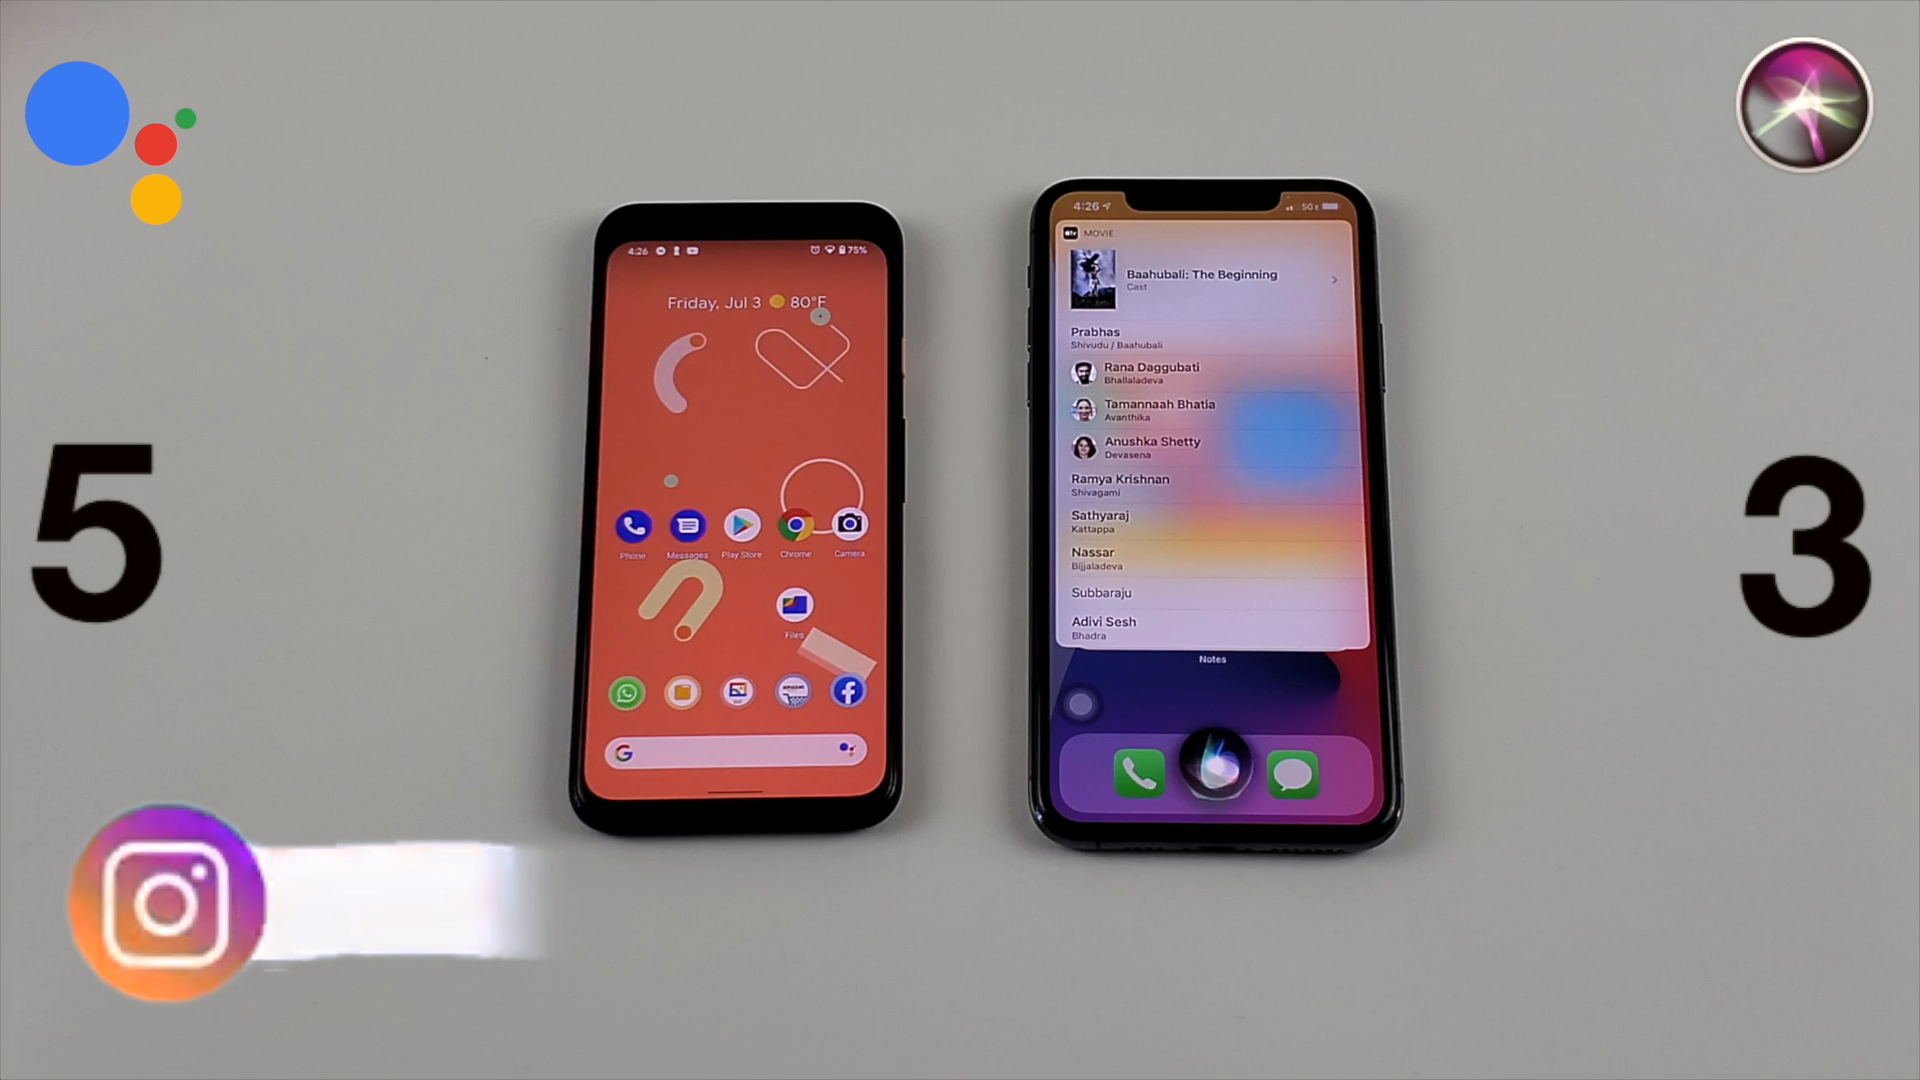 5
3
4:26
75%
Friday, Jul 3 80°F
Phone
Messages
Play Store
Chrome
Camera
Files
4:26
5G E
MOVIE
Baahubali: The Beginning
Cast
Prabhas
Shivudu / Baahubali
Rana Daggubati
Bhallaladeva
Tamannaah Bhatia
Avanthika
Anushka Shetty
Devasena
Ramya Krishnan
Shivagami
Sathyaraj
Kattappa
Nassar
Bijjaladeva
Subbaraju
Adivi Sesh
Bhadra
Notes